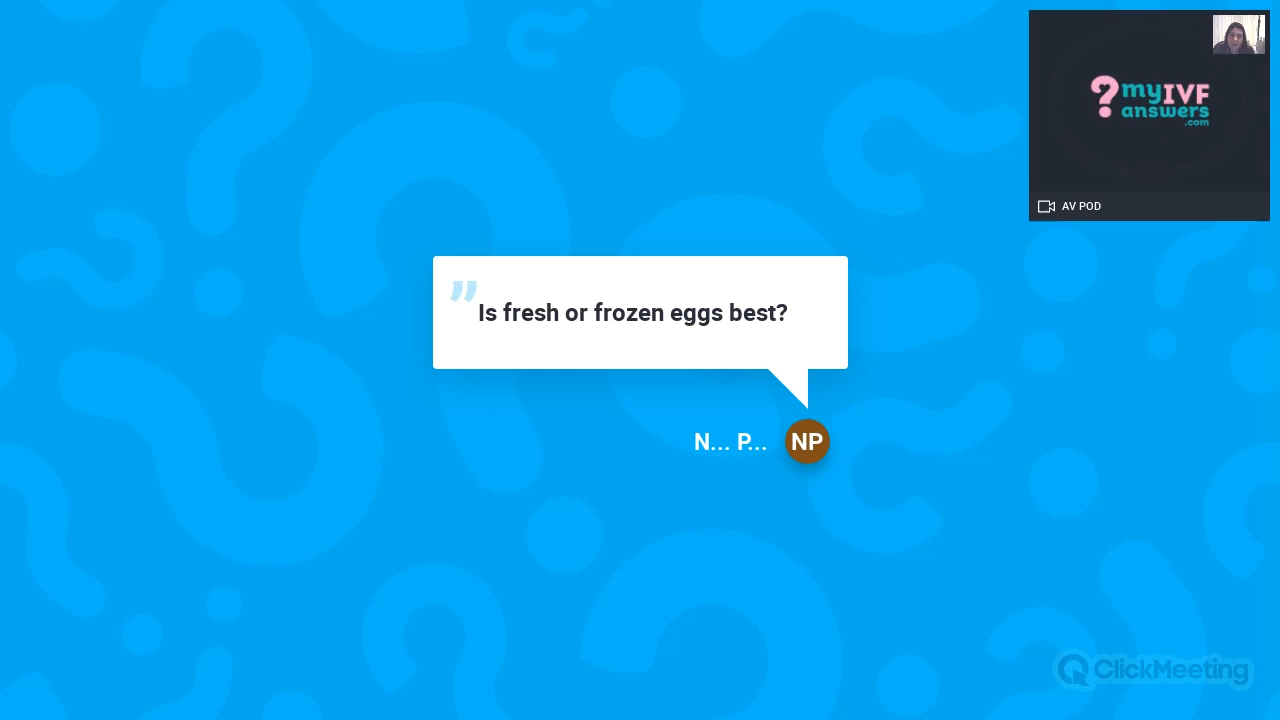 ?myIVF
answers
.com
AV POD
” Is fresh or frozen eggs best?
N... P... NP
ClickMeeting